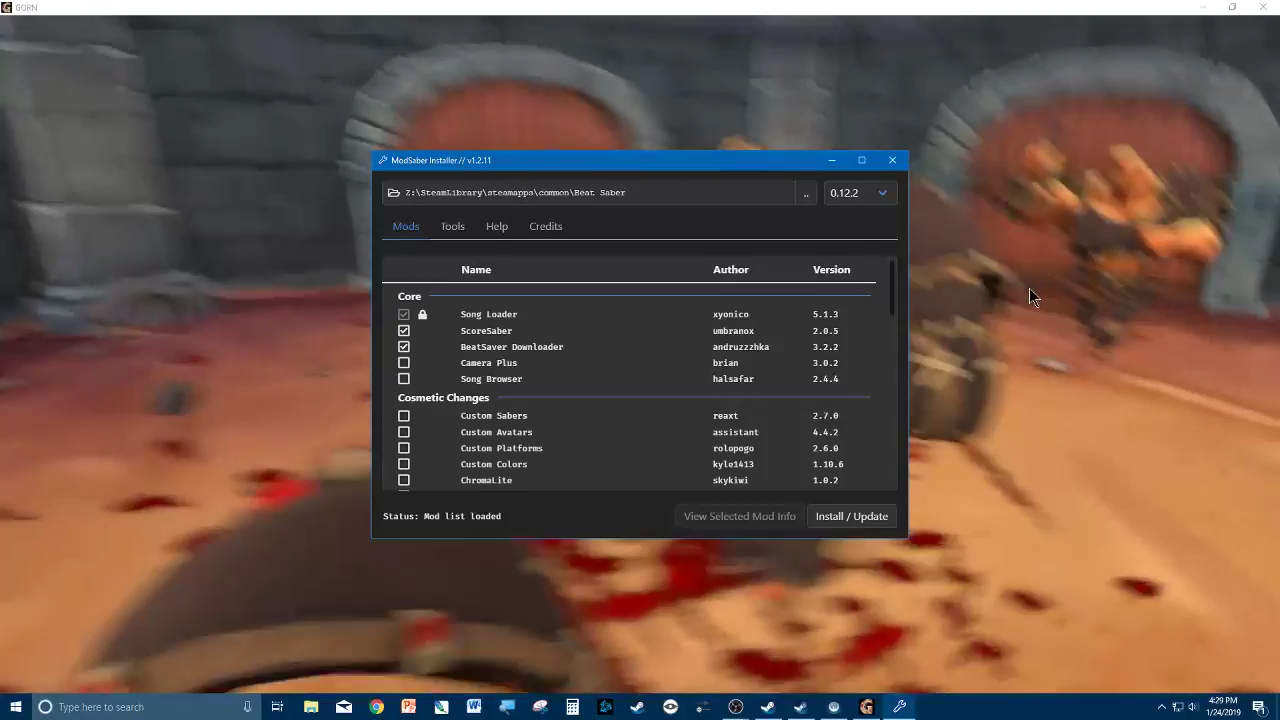 GORN
ModSaber Installer // v1.2.11
Z:\SteamLibrary\steamapps\common\Beat Saber .. 0.12.2
Mods Tools Help Credits
Name Author Version
Core
Song Loader xyonico 5.1.3
ScoreSaber umbranox 2.0.5
BeatSaver Downloader andruzzzhka 3.2.2
Camera Plus brian 3.0.2
Song Browser halsafar 2.4.4
Cosmetic Changes
Custom Sabers reaxt 2.7.0
Custom Avatars assistant 4.4.2
Custom Platforms rolopogo 2.6.0
Custom Colors kyle1413 1.10.6
ChromaLite skykiwi 1.0.2
Status: Mod list loaded View Selected Mod Info Install / Update
Type here to search
4:29 PM
1/24/2019